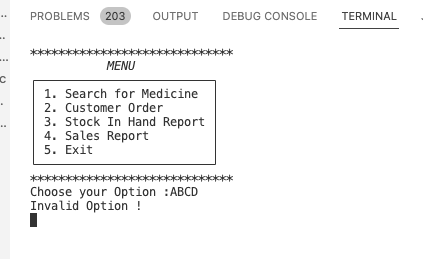 PROBLEMS 203 OUTPUT DEBUG CONSOLE TERMINAL
*****************************
MENU
1. Search for Medicine
2. Customer Order
3. Stock In Hand Report
4. Sales Report
5. Exit
*****************************
Choose your Option :ABCD
Invalid Option !